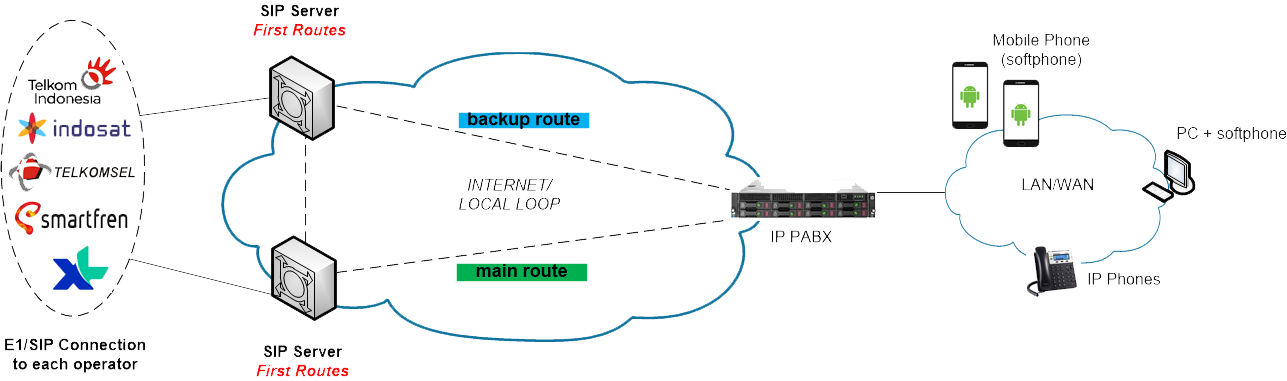 SIP Server
First Routes
Telkom
Indonesia
indosat
TELKOMSEL
smartfren
XL
E1/SIP Connection
to each operator
backup route
INTERNET/
LOCAL LOOP
main route
SIP Server
First Routes
IP PABX
Mobile Phone
(softphone)
PC + softphone
LAN/WAN
IP Phones